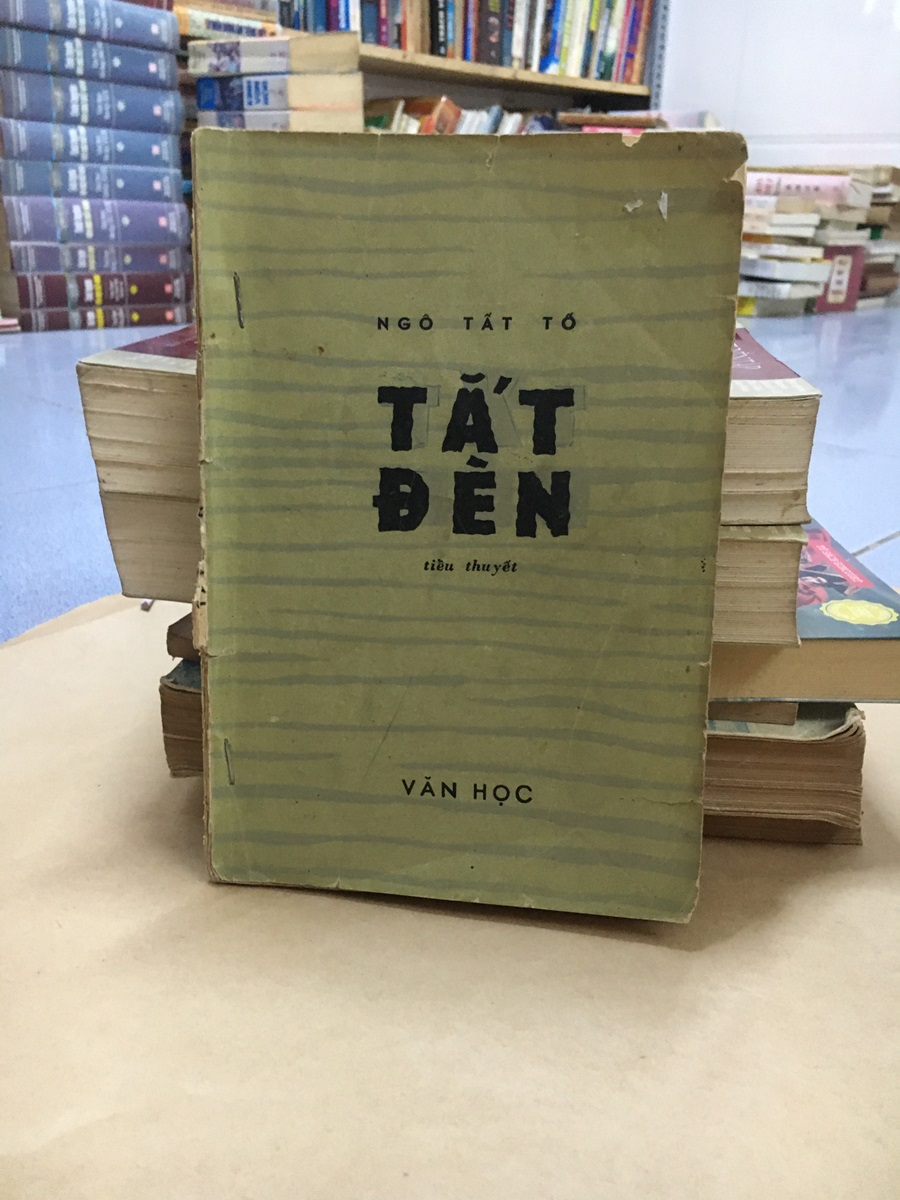 NGÔ TẤT TỐ
TẮT
ĐÈN
tiểu thuyết
VĂN HỌC